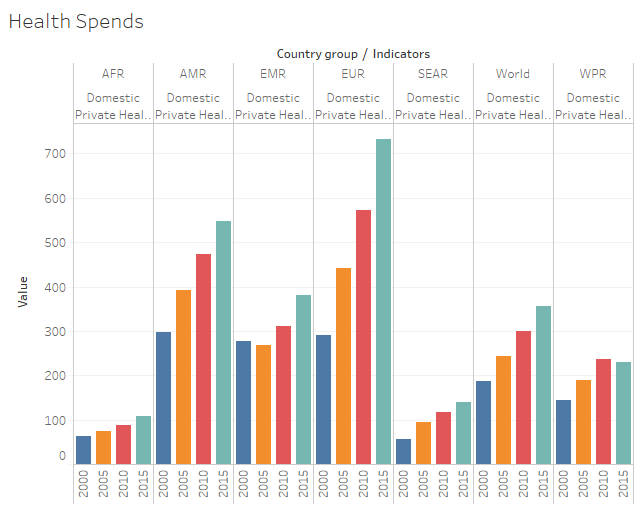 Health Spends
Country group / Indicators
AFR AMR EMR EUR SEAR World WPR
Domestic Domestic Domestic Domestic Domestic Domestic Domestic
Private Heal.. Private Heal.. Private Heal.. Private Heal.. Private Heal.. Private Heal.. Private Heal..
700
600
500
400
300
200
100
0
Value
2000 2005 2010 2015 2000 2005 2010 2015 2000 2005 2010 2015 2000 2005 2010 2015 2000 2005 2010 2015 2000 2005 2010 2015 2000 2005 2010 2015